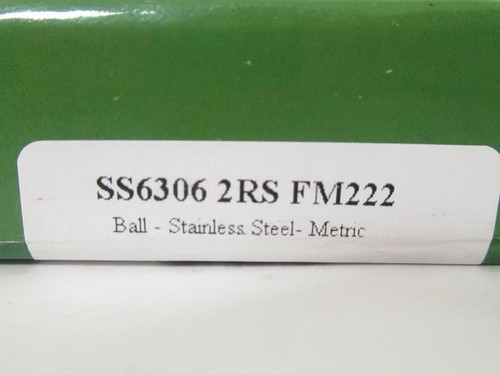 SS6306 2RS FM222
Ball - Stainless Steel- Metric